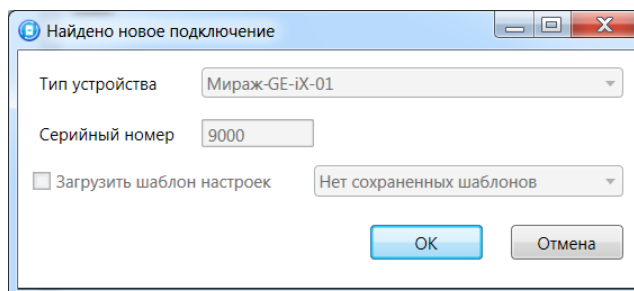 Найдено новое подключение
Тип устройства Мираж-GE-iX-01
Серийный номер 9000
Загрузить шаблон настроек Нет сохраненных шаблонов
OK Отмена